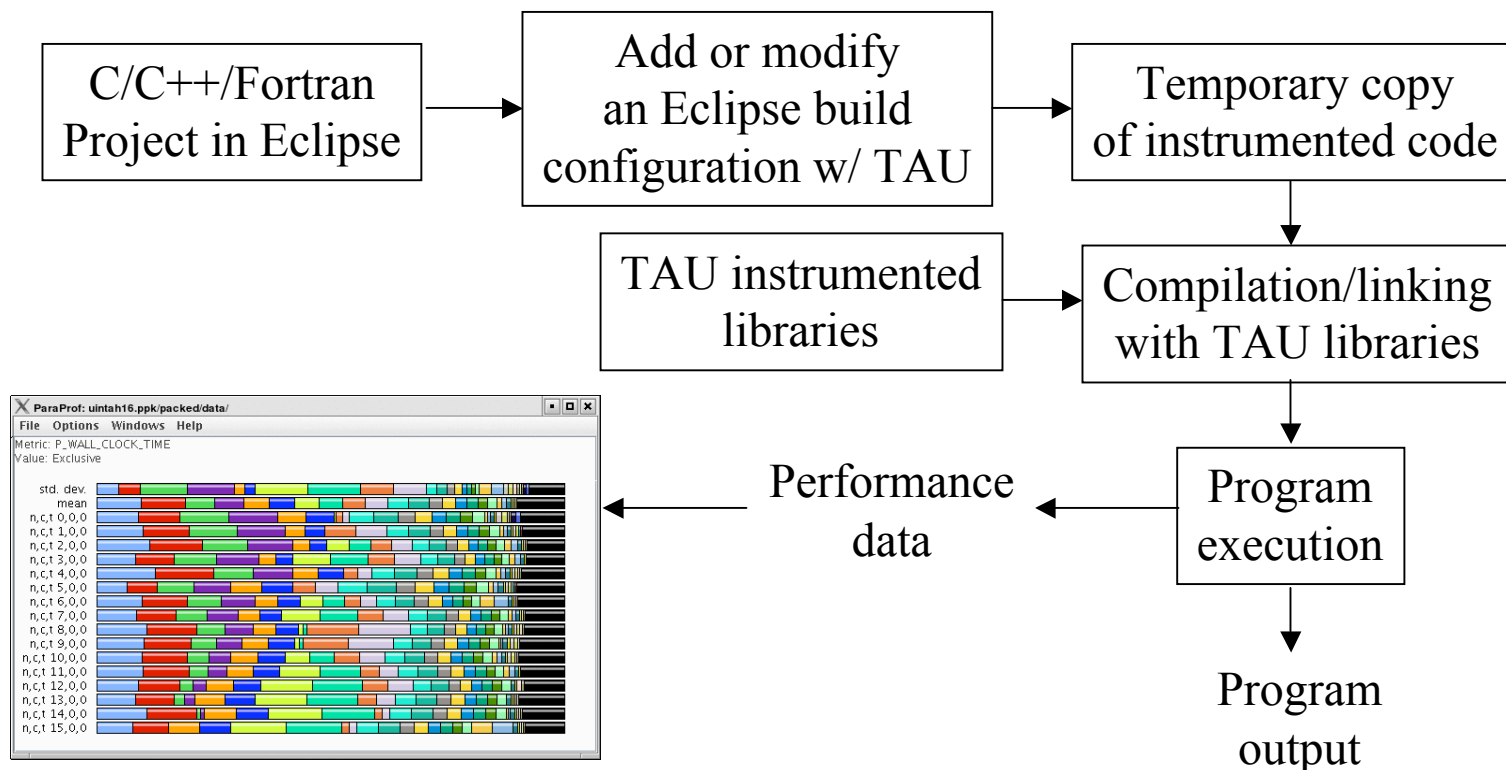 C/C++/Fortran
Project in Eclipse
Add or modify
an Eclipse build
configuration w/ TAU
Temporary copy
of instrumented code
TAU instrumented
libraries
Compilation/linking
with TAU libraries
ParaProf: uintah16.ppk/packed/data/
File Options Windows Help
Metric: P_WALL_CLOCK_TIME
Value: Exclusive
std. dev.
mean
n,c,t 0,0,0
n,c,t 1,0,0
n,c,t 2,0,0
n,c,t 3,0,0
n,c,t 4,0,0
n,c,t 5,0,0
n,c,t 6,0,0
n,c,t 7,0,0
n,c,t 8,0,0
n,c,t 9,0,0
n,c,t 10,0,0
n,c,t 11,0,0
n,c,t 12,0,0
n,c,t 13,0,0
n,c,t 14,0,0
n,c,t 15,0,0
Performance
data
Program
execution
Program
output